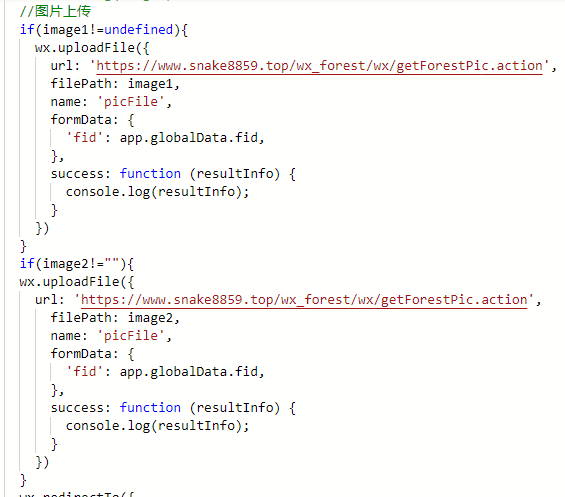 //图片上传
if(image1!=undefined){
wx.uploadFile({
url: 'https://www.snake8859.top/wx_forest/wx/getForestPic.action',
filePath: image1,
name: 'picFile',
formData: {
'fid': app.globalData.fid,
},
success: function (resultInfo) {
console.log(resultInfo);
}
})
}
if(image2!=""){
wx.uploadFile({
url: 'https://www.snake8859.top/wx_forest/wx/getForestPic.action',
filePath: image2,
name: 'picFile',
formData: {
'fid': app.globalData.fid,
},
success: function (resultInfo) {
console.log(resultInfo);
}
})
}
wx.redirectTo({